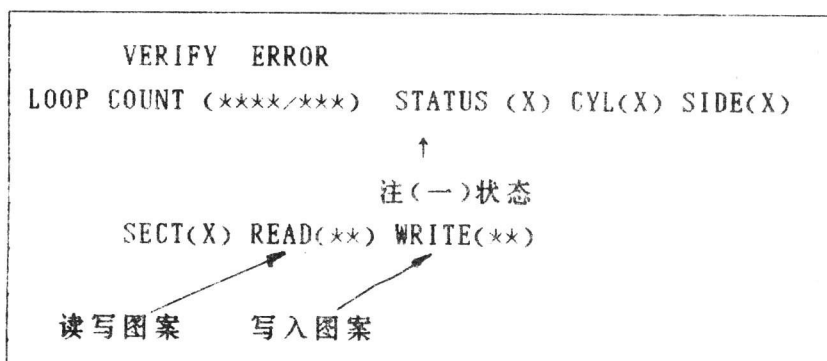 VERIFY ERROR
LOOP COUNT (****/***) STATUS (X) CYL(X) SIDE(X)
↑
注(一)状态
SECT(X) READ(**) WRITE(**)
读写图案 写入图案